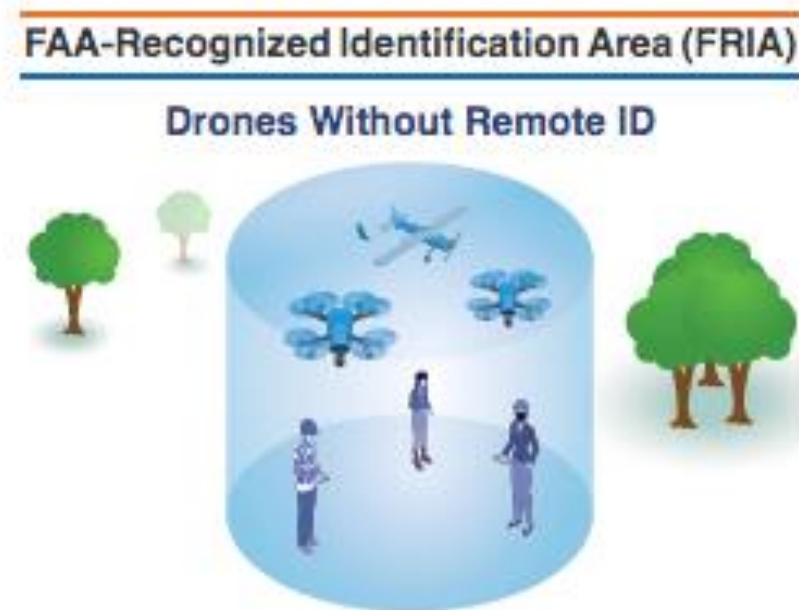 FAA-Recognized Identification Area (FRIA)
Drones Without Remote ID